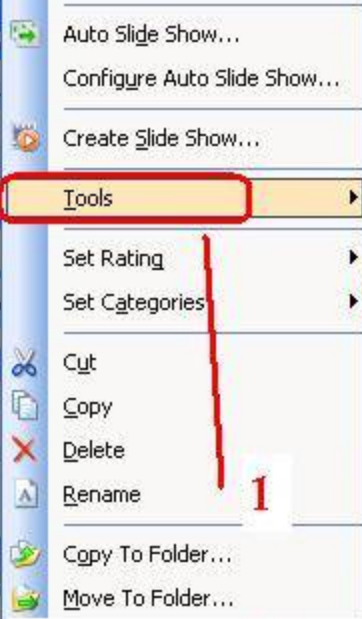 Auto Slide Show...
Configure Auto Slide Show...
Create Slide Show...
Tools
Set Rating
Set Categories
Cut
Copy
Delete
Rename
1
Copy To Folder...
Move To Folder...